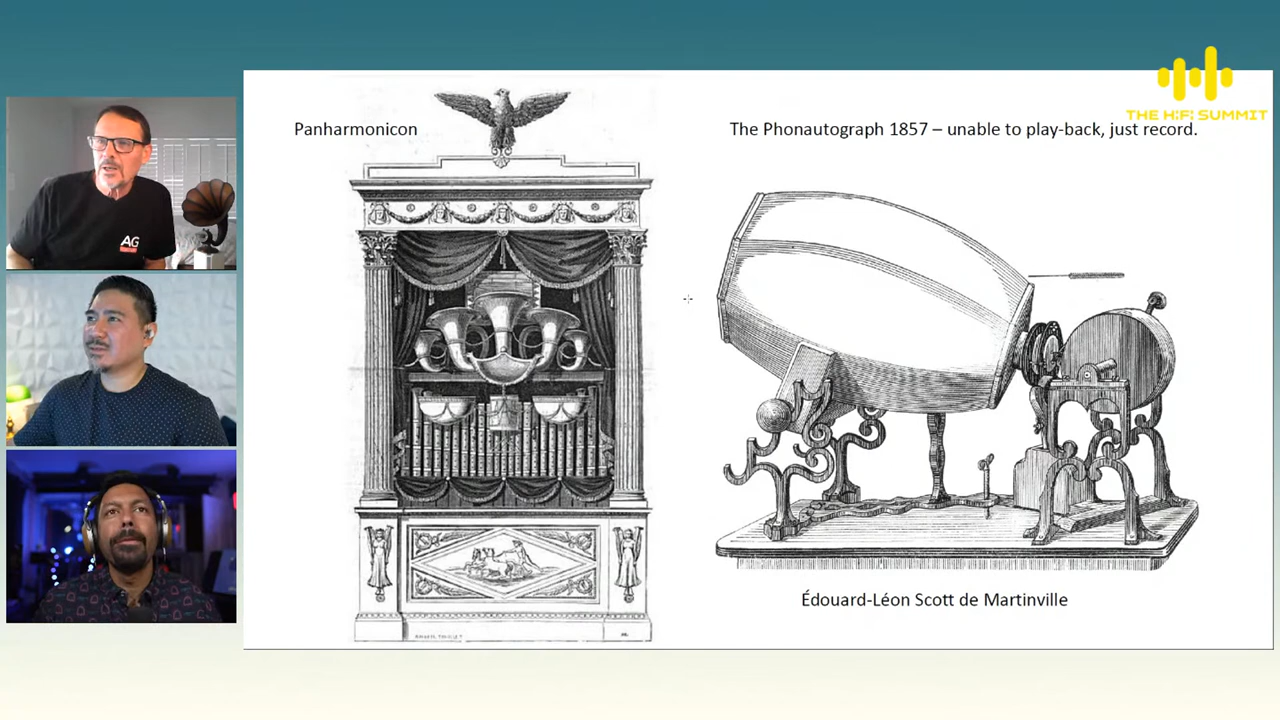 THE HIFI SUMMIT
Panharmonicon
The Phonautograph 1857 – unable to play-back, just record.
AG
Édouard-Léon Scott de Martinville